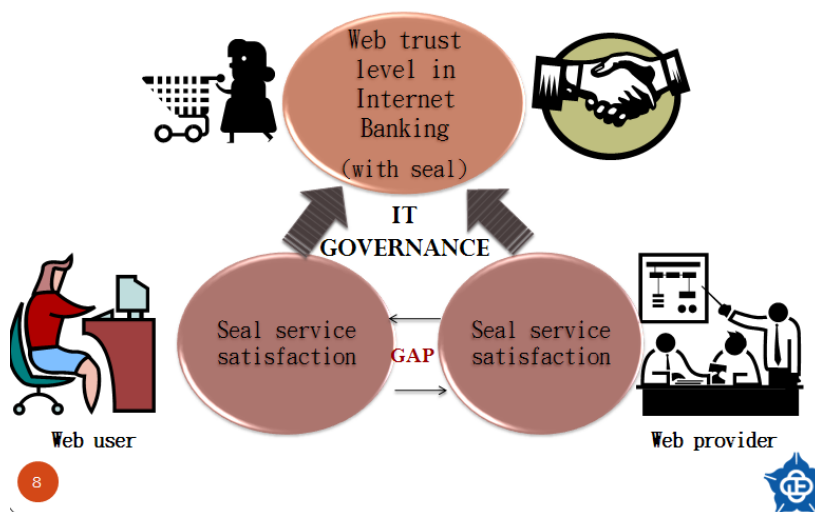 Web trust
level in
Internet
Banking
(with seal)
IT
GOVERNANCE
Seal service
satisfaction
GAP
Seal service
satisfaction
Web user
Web provider
8